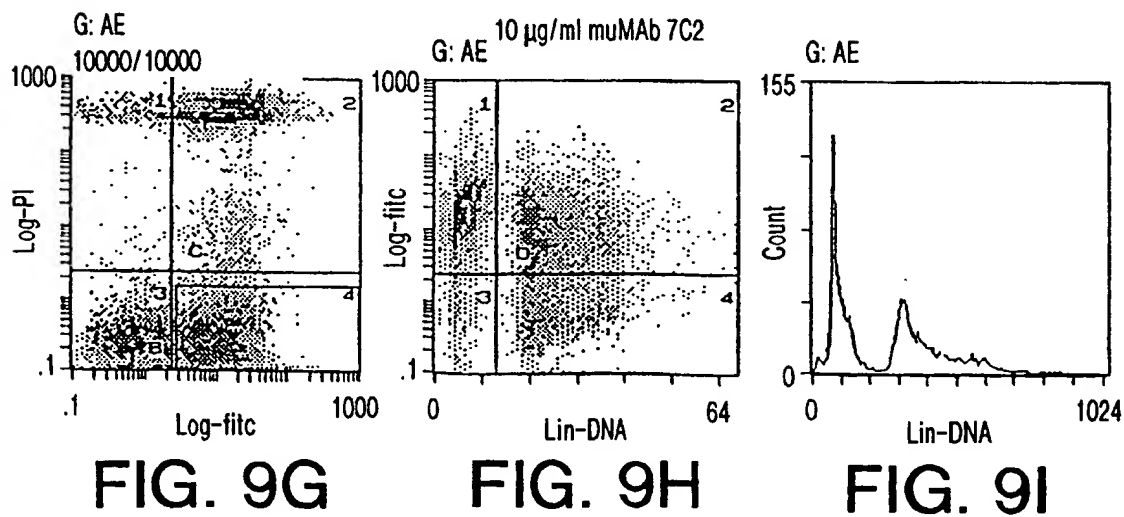 10 µg/ml muMAb 7C2
G: AE
10000/10000
1000
1
2
3
4
C
B
.1
1000
Log-PI
Log-fitc
FIG. 9G
G: AE
1000
1
2
3
4
D
.1
0
64
Log-fitc
Lin-DNA
FIG. 9H
G: AE
155
Count
0
0
1024
Lin-DNA
FIG. 9I